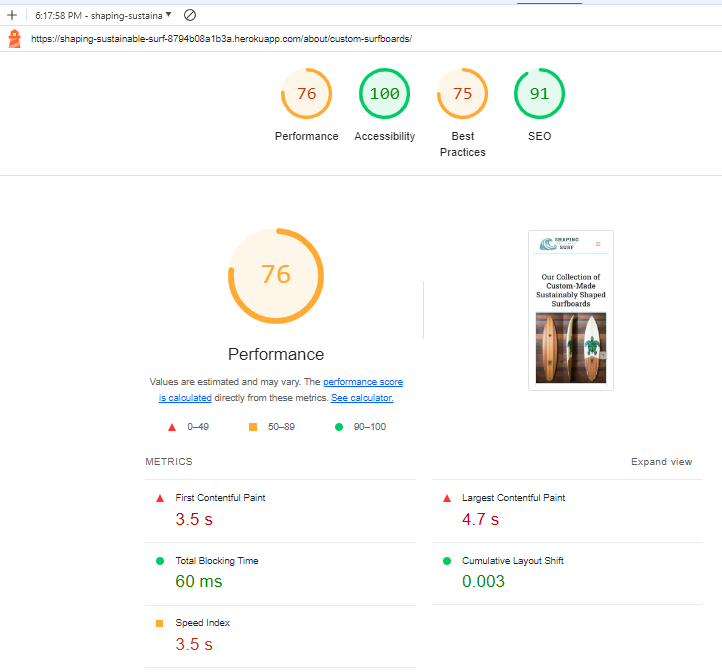 6:17:58 PM - shaping-sustaina
https://shaping-sustainable-surf-8794b08a1b3a.herokuapp.com/about/custom-surfboards/
76 100 75 91
Performance Accessibility Best Practices SEO
76
SHAPING
SURF
Our Collection of
Custom-Made
Sustainably Shaped
Surfboards
Performance
Values are estimated and may vary. The performance score
is calculated directly from these metrics. See calculator.
0–49 50–89 90–100
METRICS Expand view
First Contentful Paint
3.5 s
Largest Contentful Paint
4.7 s
Total Blocking Time
60 ms
Cumulative Layout Shift
0.003
Speed Index
3.5 s